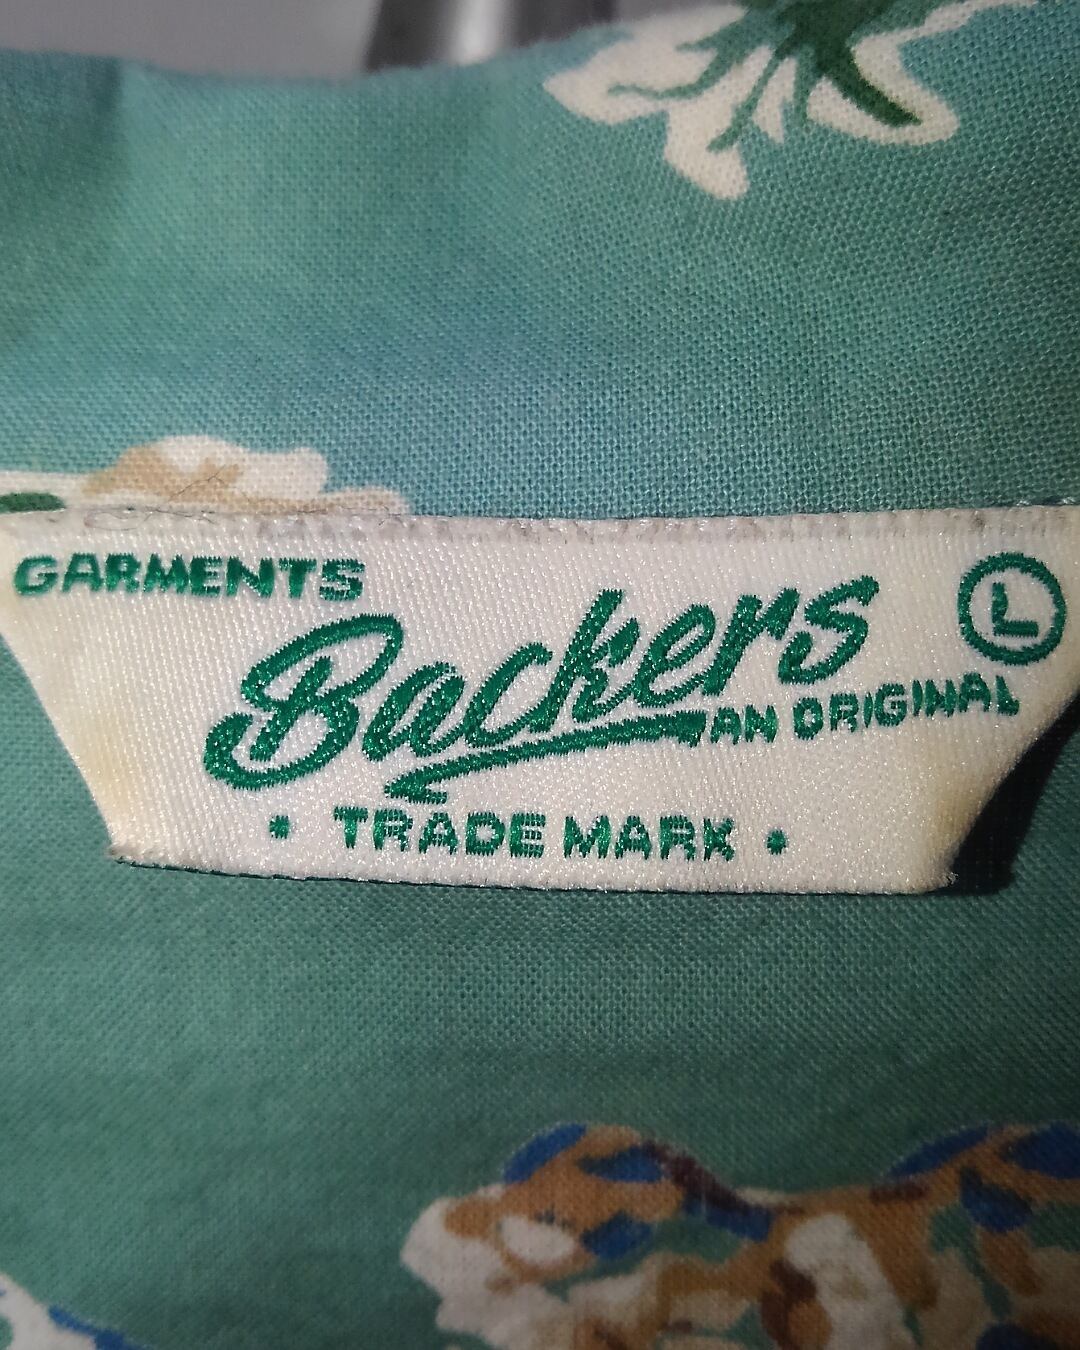 GARMENTS
Backers
L
AN ORIGINAL
• TRADE MARK •